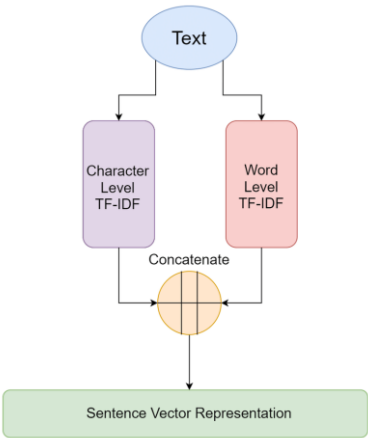 Text
Character
Level
TF-IDF
Word
Level
TF-IDF
Concatenate
Sentence Vector Representation